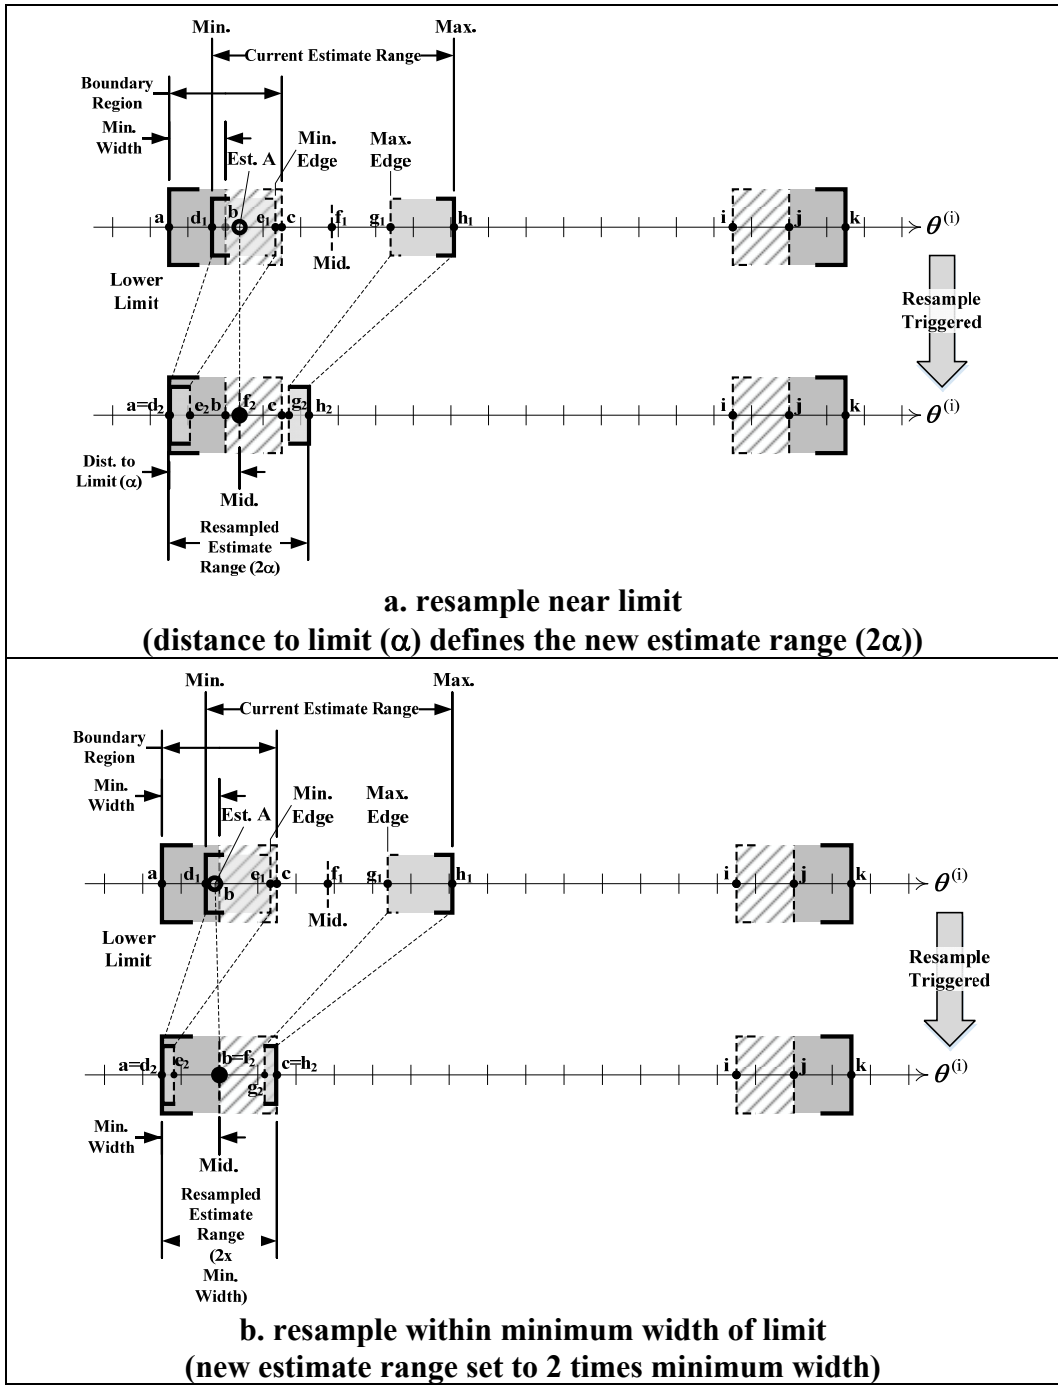 Min.
Max.
Current Estimate Range
Boundary
Region
Min.
Width
Est. A
Min.
Edge
Max.
Edge
a
d₁
b
e₁
c
f₁
g₁
h₁
i
j
k
θ⁽ⁱ⁾
Mid.
Lower
Limit
Resample
Triggered
a=d₂
e₂
b
f₂
c
g₂
h₂
i
j
k
θ⁽ⁱ⁾
Dist. to
Limit (α)
Mid.
Resampled
Estimate
Range (2α)
a. resample near limit
(distance to limit (α) defines the new estimate range (2α))
Min.
Max.
Current Estimate Range
Boundary
Region
Min.
Width
Est. A
Min.
Edge
Max.
Edge
a
d₁
b
e₁
c
f₁
g₁
h₁
i
j
k
θ⁽ⁱ⁾
Mid.
Lower
Limit
Resample
Triggered
a=d₂
e₂
b=f₂
g₂
c=h₂
i
j
k
θ⁽ⁱ⁾
Min.
Width
Mid.
Resampled
Estimate
Range
(2x
Min.
Width)
b. resample within minimum width of limit
(new estimate range set to 2 times minimum width)